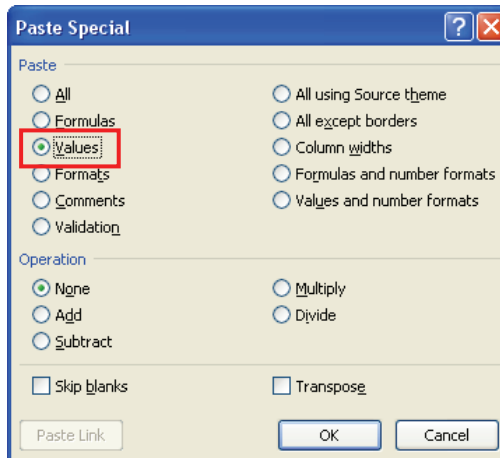 Paste Special
Paste
All
All using Source theme
Formulas
All except borders
Values
Column widths
Formats
Formulas and number formats
Comments
Values and number formats
Validation
Operation
None
Multiply
Add
Divide
Subtract
Skip blanks
Transpose
Paste Link
OK
Cancel